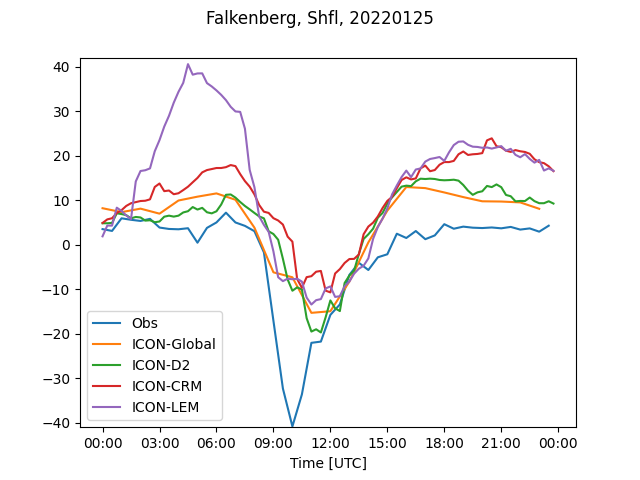 Falkenberg, Shfl, 20220125
40
30
20
10
0
−10
−20
−30
−40
Obs
ICON-Global
ICON-D2
ICON-CRM
ICON-LEM
00:00 03:00 06:00 09:00 12:00 15:00 18:00 21:00 00:00
Time [UTC]